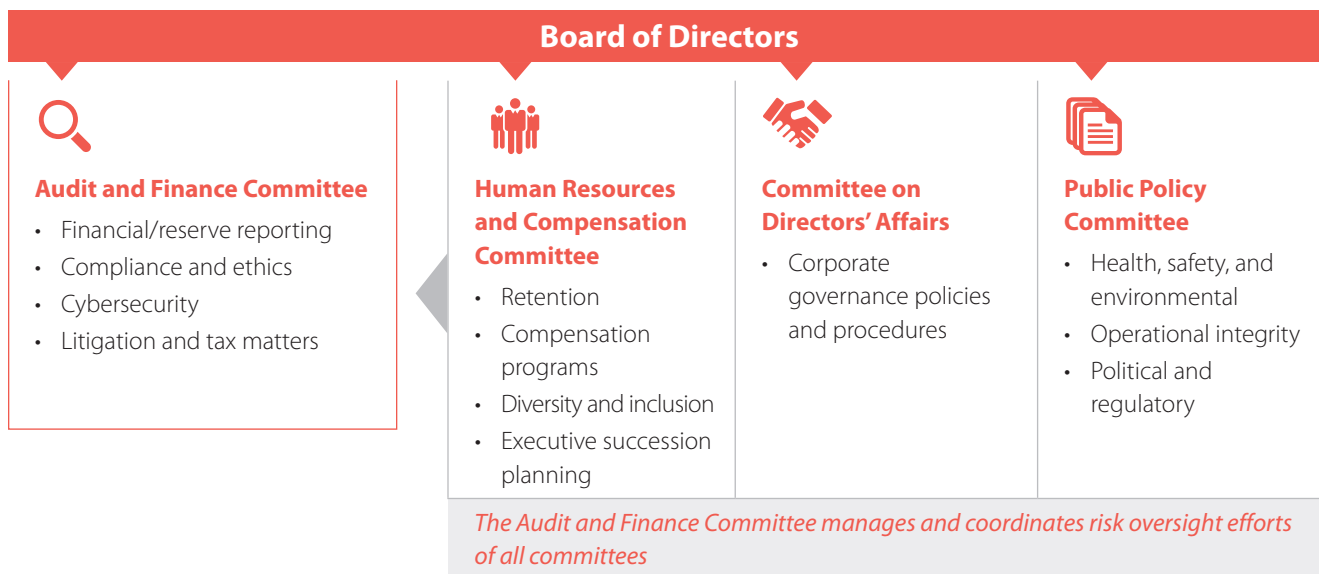 Board of Directors
Audit and Finance Committee
• Financial/reserve reporting
• Compliance and ethics
• Cybersecurity
• Litigation and tax matters
Human Resources
and Compensation
Committee
• Retention
• Compensation
programs
• Diversity and inclusion
• Executive succession
planning
Committee on
Directors’ Affairs
• Corporate
governance policies
and procedures
Public Policy
Committee
• Health, safety, and
environmental
• Operational integrity
• Political and
regulatory
The Audit and Finance Committee manages and coordinates risk oversight efforts
of all committees